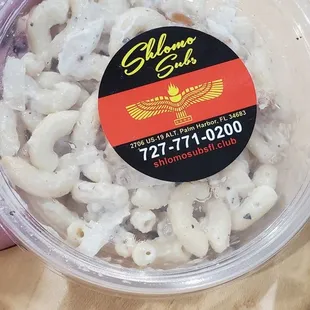 Shlomo
Subs
2706 US-19 ALT, Palm Harbor, FL 34683
727-771-0200
shlomosubsfl.club